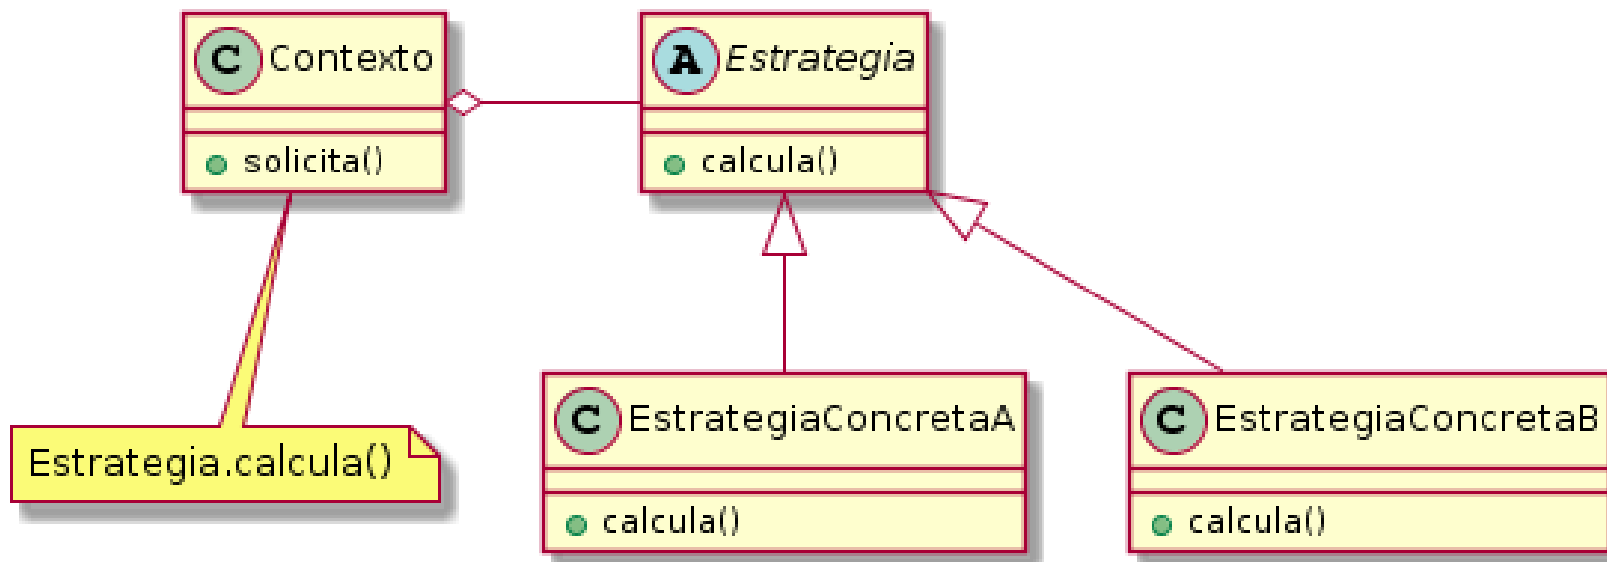 C Contexto
solicita()
A Estrategia
calcula()
Estrategia.calcula()
C EstrategiaConcretaA
calcula()
C EstrategiaConcretaB
calcula()